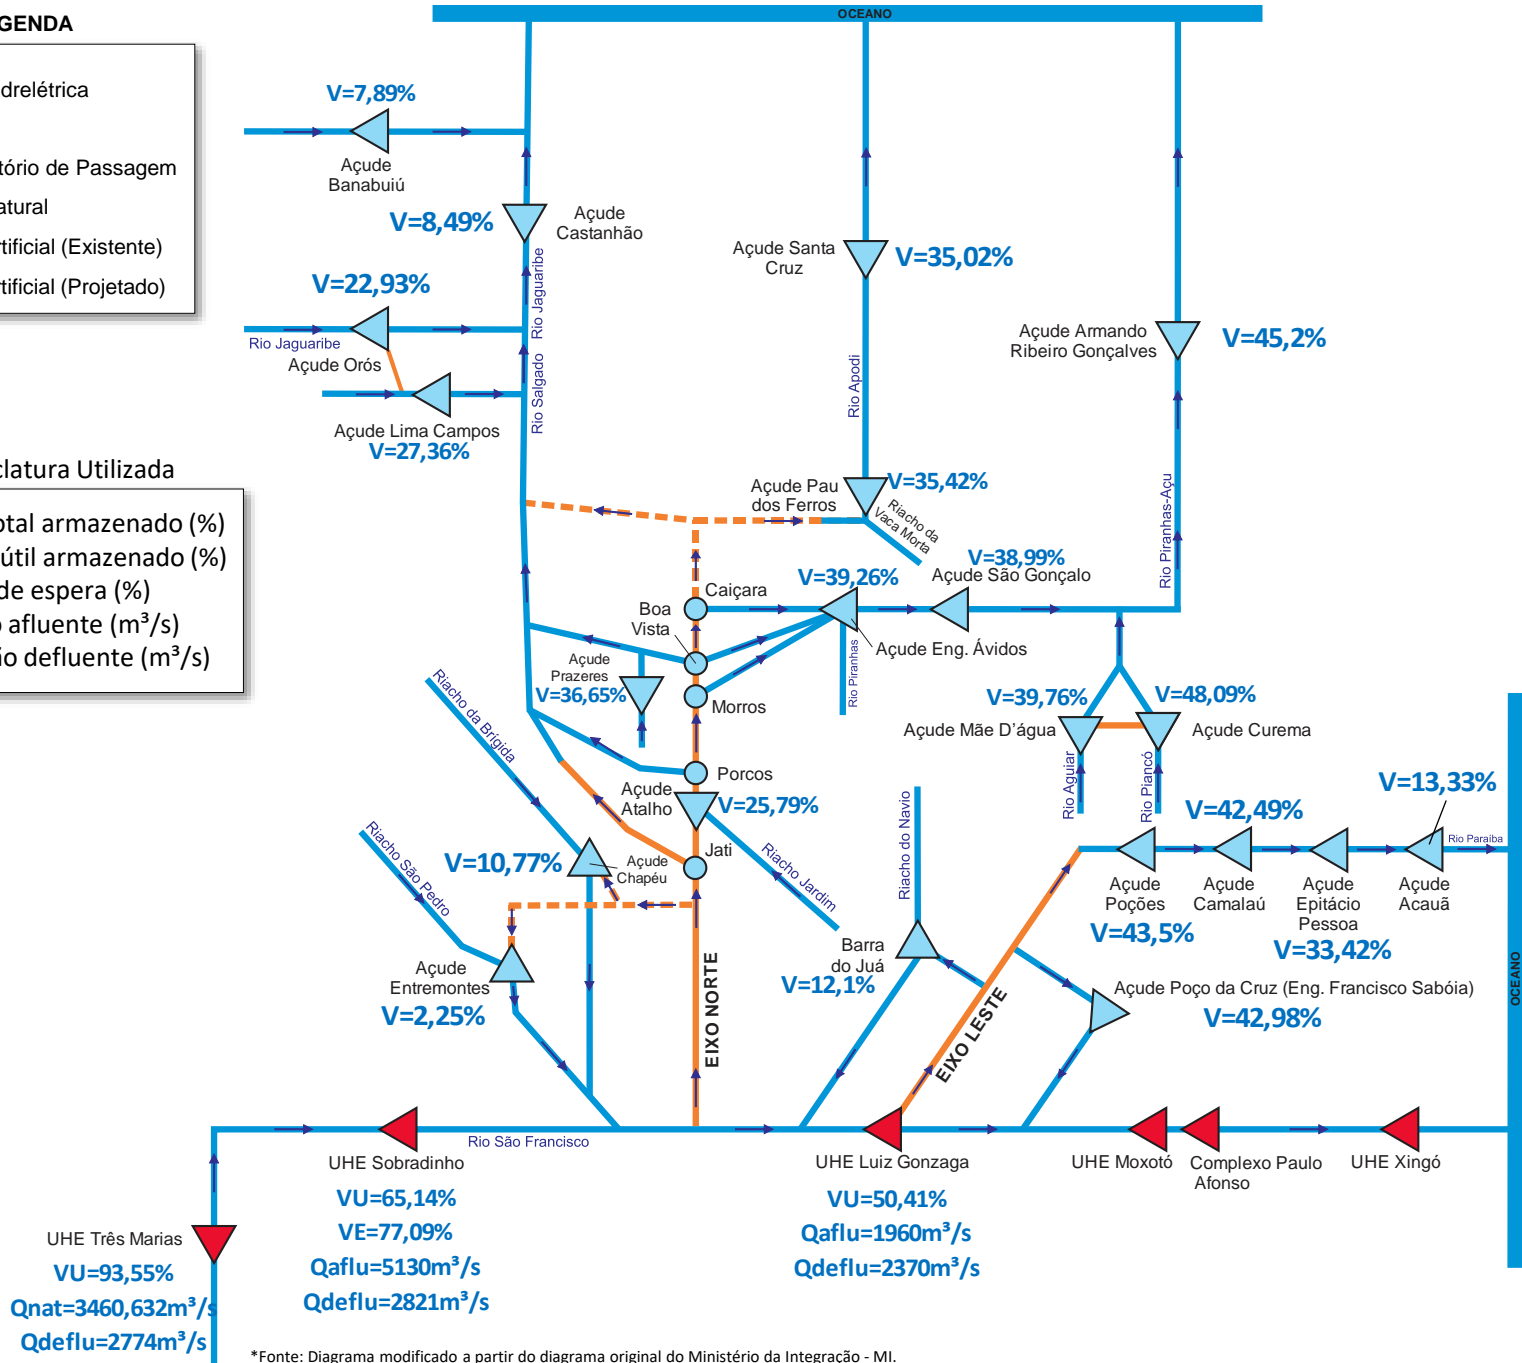 GENDA
drelétrica
tório de Passagem
atural
rtificial (Existente)
rtificial (Projetado)
clatura Utilizada
otal armazenado (%)
útil armazenado (%)
de espera (%)
o afluente (m³/s)
ão defluente (m³/s)
OCEANO
V=7,89%
Açude
Banabuiú
V=8,49%
Açude
Castanhão
V=22,93%
Rio Jaguaribe
Açude Orós
Rio Jaguaribe
Rio Salgado
Açude Lima Campos
V=27,36%
Açude Santa
Cruz
V=35,02%
Rio Apodi
Açude Armando
Ribeiro Gonçalves
V=45,2%
Rio Piranhas-Açu
Açude Pau
dos Ferros
V=35,42%
Riacho da
Vaca Morta
V=38,99%
Açude São Gonçalo
V=39,26%
Açude Eng. Ávidos
Rio Piranhas
Caiçara
Boa
Vista
Morros
Açude
Prazeres
V=36,65%
Porcos
Açude
Atalho
V=25,79%
Jati
Riacho Jardim
Riacho da Brígida
V=10,77%
Açude
Chapéu
Riacho São Pedro
Açude
Entremontes
V=2,25%
EIXO NORTE
V=39,76%
Açude Mãe D'água
V=48,09%
Açude Curema
Rio Aguiar
Rio Piancó
V=13,33%
V=42,49%
Rio Paraíba
Açude
Poções
V=43,5%
Açude
Camalaú
Açude
Epitácio
Pessoa
V=33,42%
Açude
Acauã
Riacho do Navio
Barra
do Juá
V=12,1%
EIXO LESTE
Açude Poço da Cruz (Eng. Francisco Sabóia)
V=42,98%
OCEANO
Rio São Francisco
UHE Sobradinho
VU=65,14%
VE=77,09%
Qaflu=5130m³/s
Qdeflu=2821m³/s
UHE Luiz Gonzaga
VU=50,41%
Qaflu=1960m³/s
Qdeflu=2370m³/s
UHE Moxotó
Complexo Paulo
Afonso
UHE Xingó
UHE Três Marias
VU=93,55%
Qnat=3460,632m³/s
Qdeflu=2774m³/s
*Fonte: Diagrama modificado a partir do diagrama original do Ministério da Integração - MI.